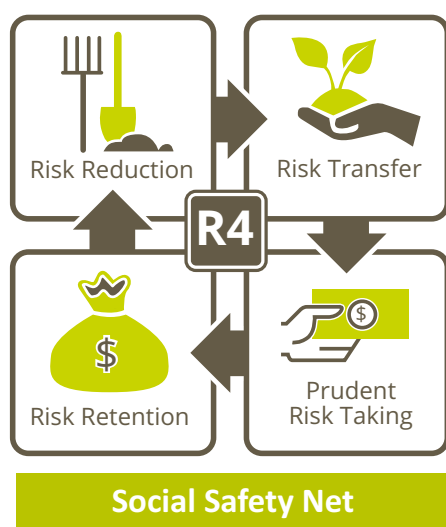 Risk Reduction
Risk Transfer
R4
$
$
Risk Retention
Prudent
Risk Taking
Social Safety Net